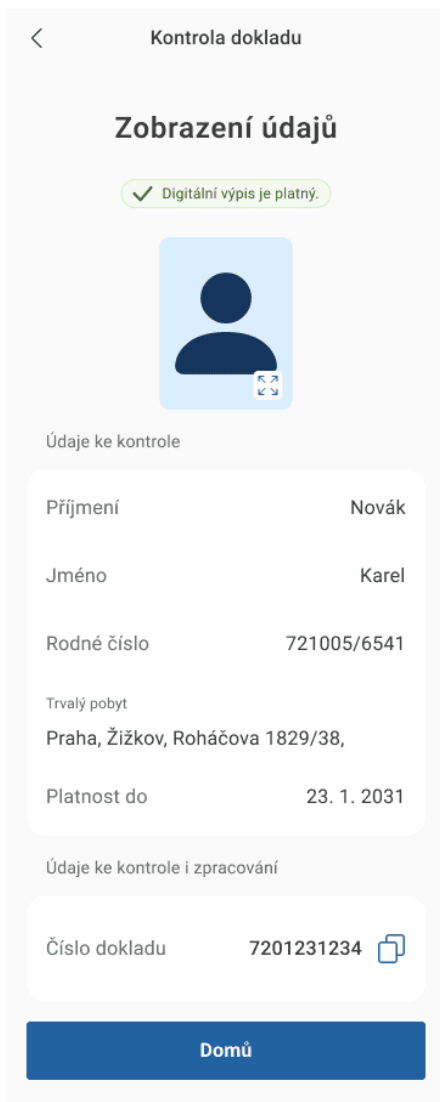 Kontrola dokladu
Zobrazení údajů
Digitální výpis je platný.
Údaje ke kontrole
Příjmení Novák
Jméno Karel
Rodné číslo 721005/6541
Trvalý pobyt
Praha, Žižkov, Roháčova 1829/38,
Platnost do 23. 1. 2031
Údaje ke kontrole i zpracování
Číslo dokladu 7201231234
Domů